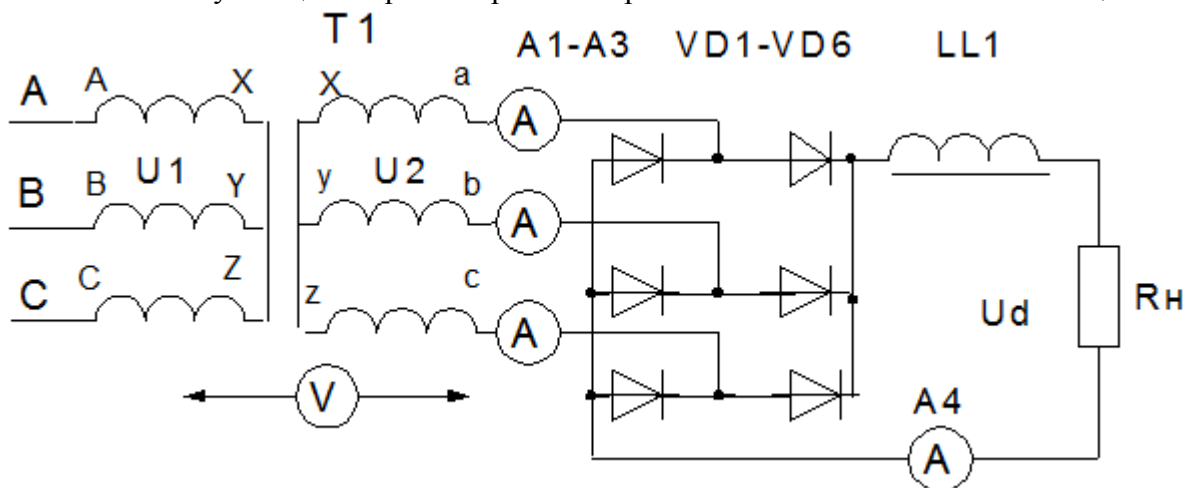 T1 A1-A3 VD1-VD6 LL1
A A X X a A
B B U1 Y y U2 b A
C C Z z c A
Ud Rн
V A4
A